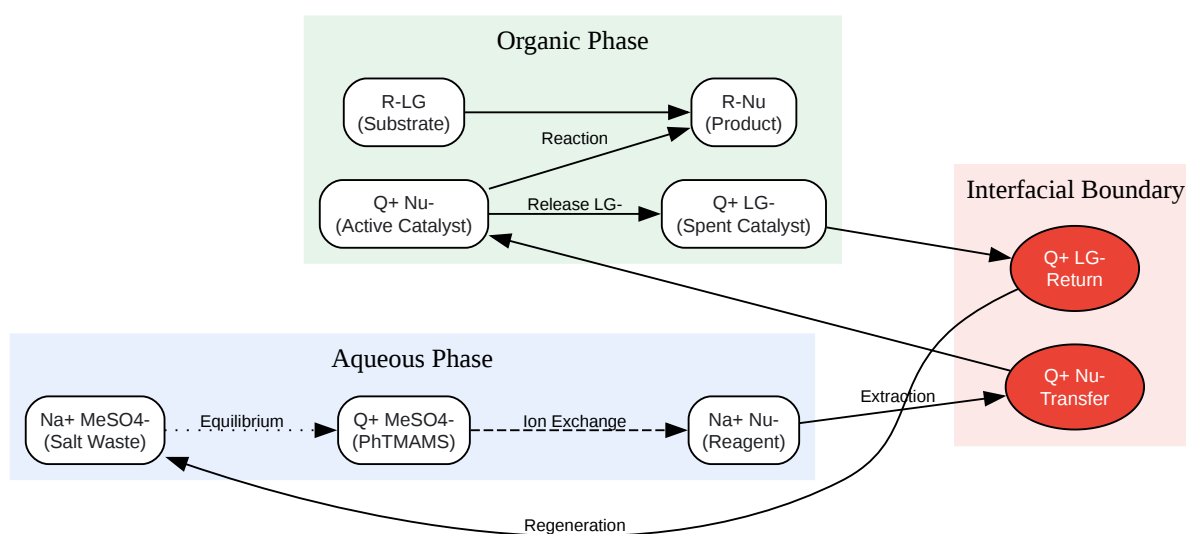 Organic Phase
R-LG
(Substrate)
R-Nu
(Product)
Reaction
Q+ Nu-
(Active Catalyst)
Release LG-
Q+ LG-
(Spent Catalyst)
Interfacial Boundary
Q+ LG-
Return
Q+ Nu-
Transfer
Aqueous Phase
Na+ MeSO4-
(Salt Waste)
Equilibrium
Q+ MeSO4-
(PhTMAMS)
Ion Exchange
Na+ Nu-
(Reagent)
Extraction
Regeneration